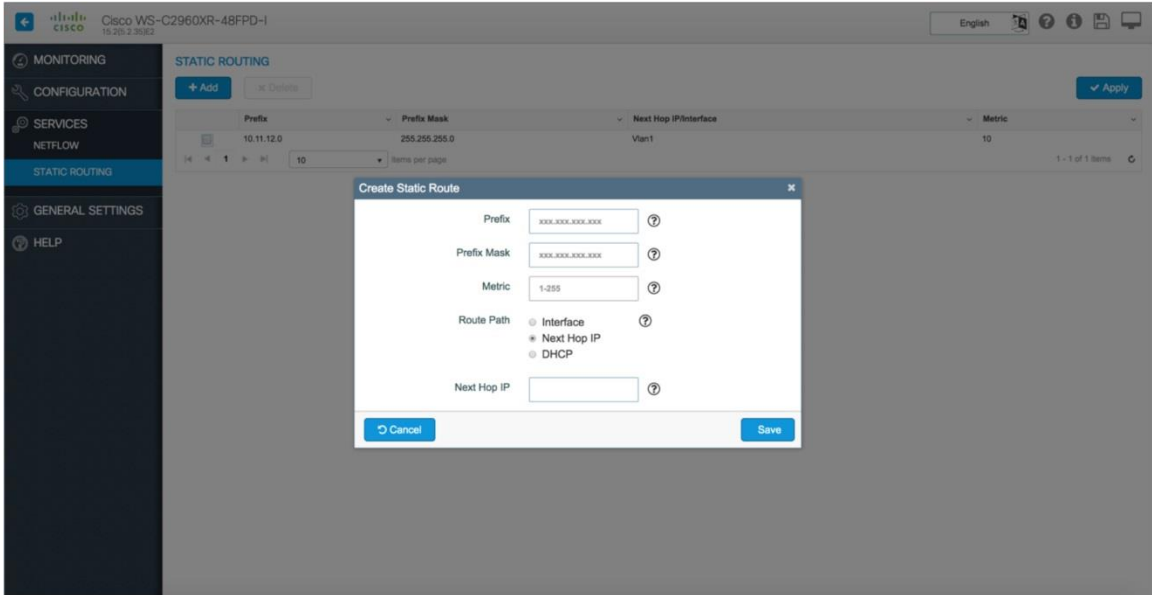 CISCO
Cisco WS-C2960XR-48FPD-I
English
MONITORING
CONFIGURATION
SERVICES
NETFLOW
STATIC ROUTING
GENERAL SETTINGS
HELP
STATIC ROUTING
+ Add
× Delete
✔ Apply
Prefix Prefix Mask Next Hop IP/Interface Metric
10.11.12.0 255.255.255.0 Vlan1 10
1 10 items per page 1 - 1 of 1 items
Create Static Route
Prefix xxx.xxx.xxx.xxx
Prefix Mask xxx.xxx.xxx.xxx
Metric 1-255
Route Path Interface
Next Hop IP
DHCP
Next Hop IP
Cancel
Save